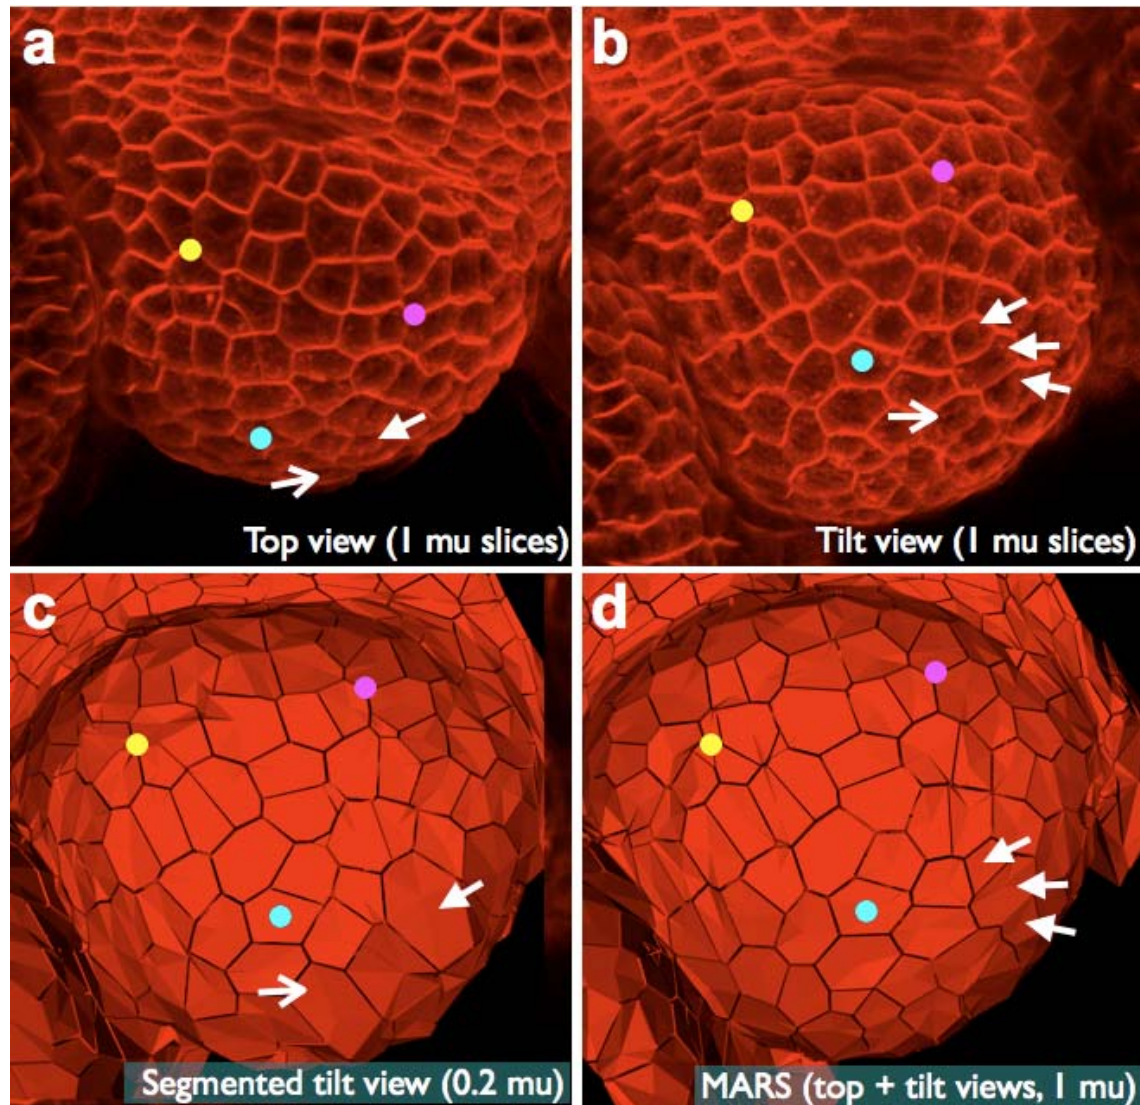 a
b
Top view (1 mu slices)
Tilt view (1 mu slices)
c
d
Segmented tilt view (0.2 mu)
MARS (top + tilt views, 1 mu)